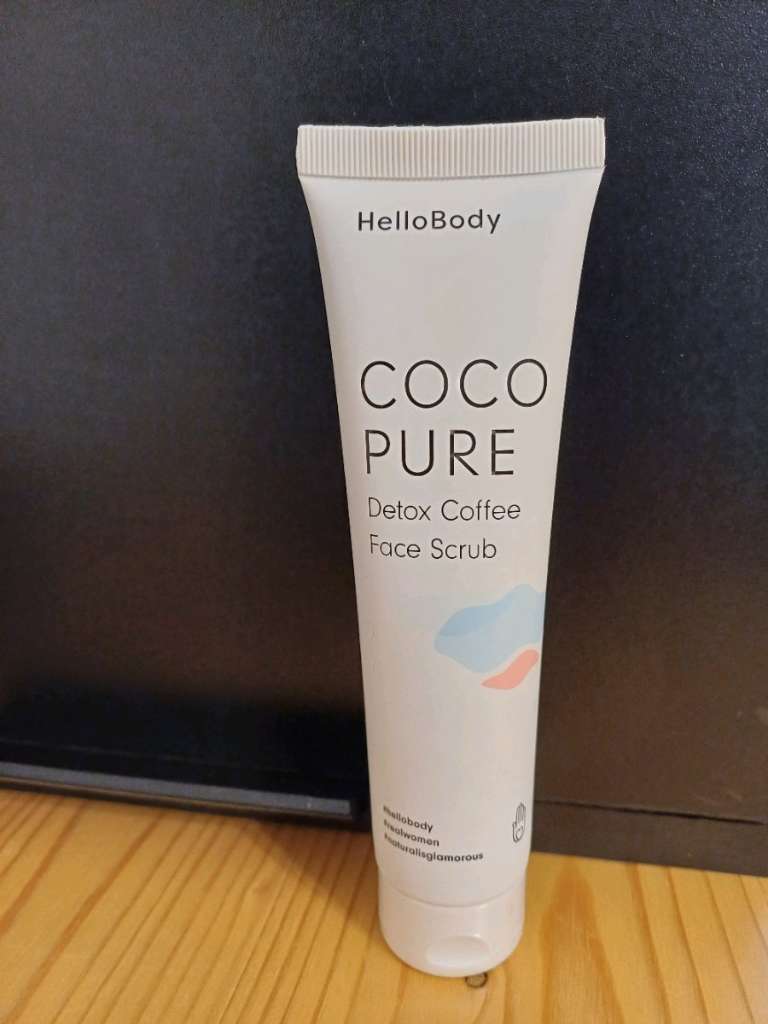 HelloBody
COCO
PURE
Detox Coffee
Face Scrub
#hellobody
#realwomen
#naturalisglamorous